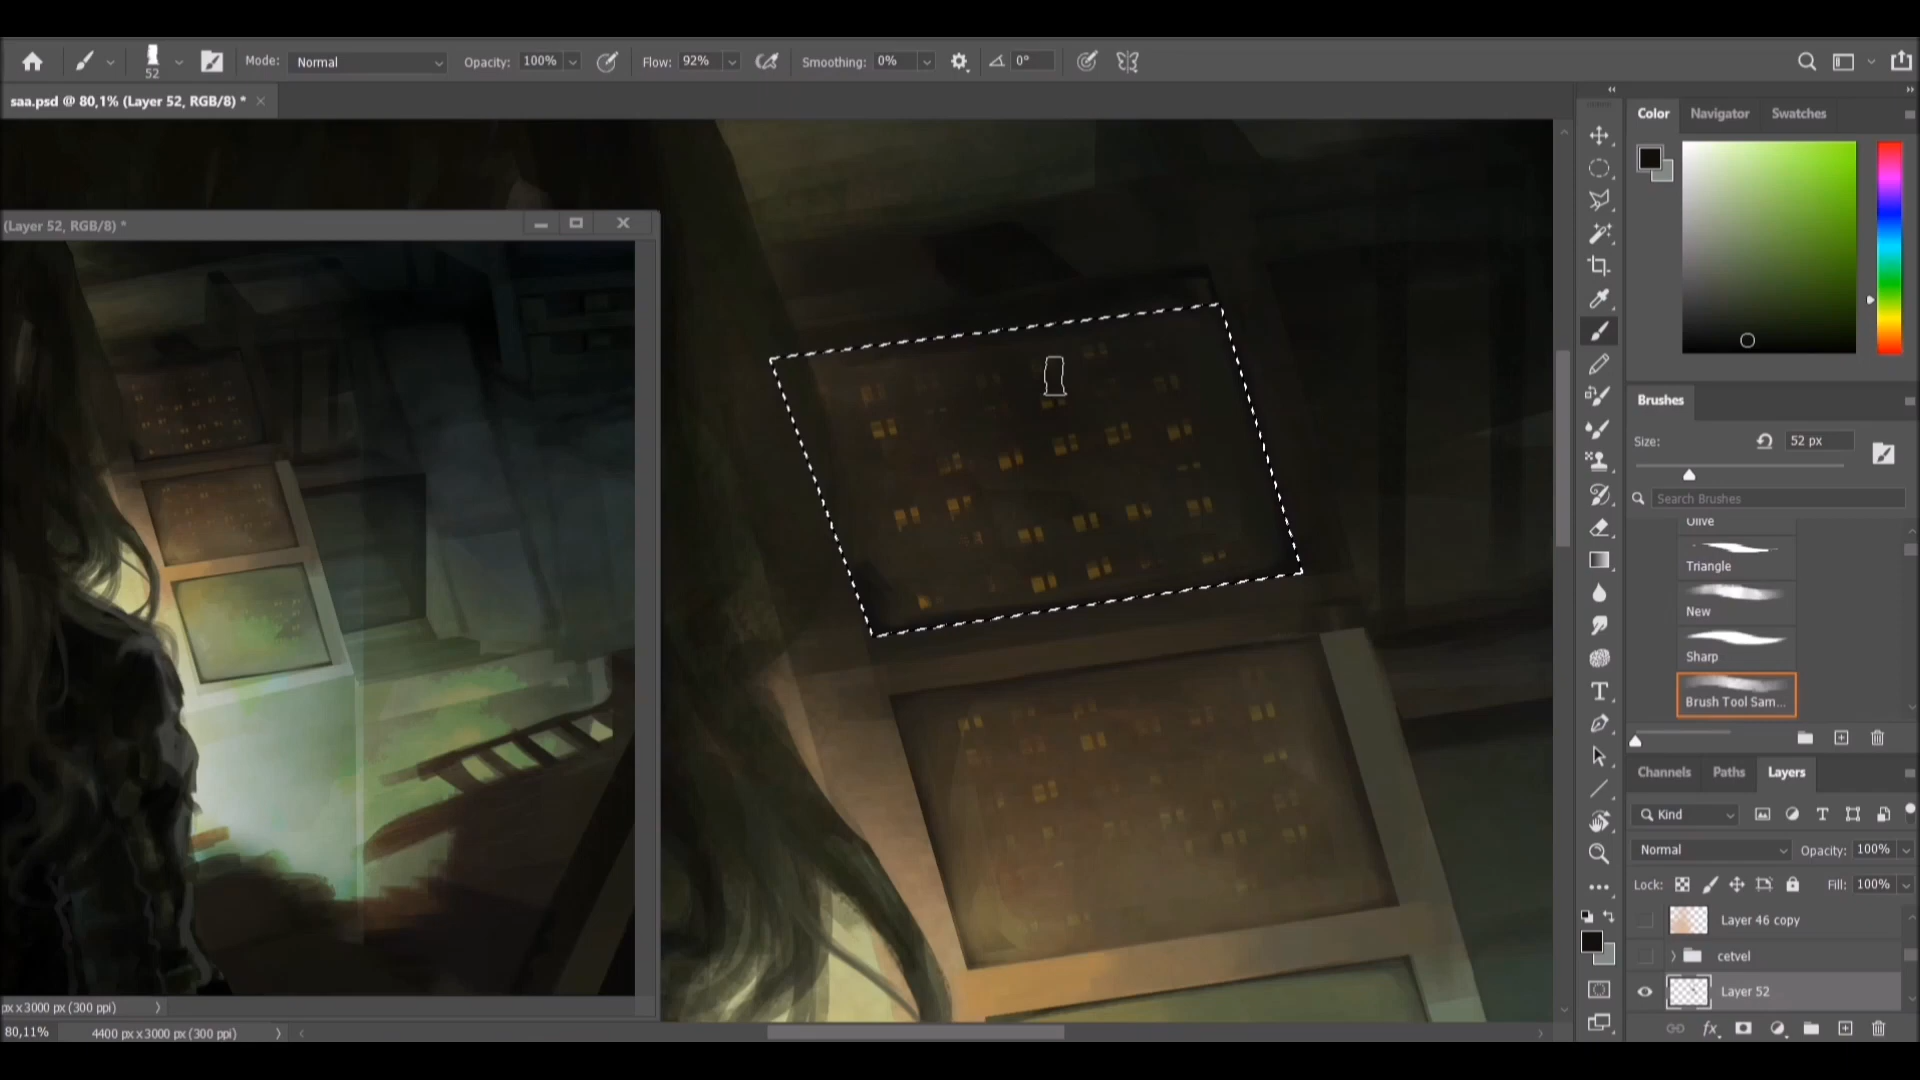 52
Mode: Normal
Opacity: 100%
Flow: 92%
Smoothing: 0%
0°
saa.psd @ 80,1% (Layer 52, RGB/8) *
(Layer 52, RGB/8) *
px x 3000 px (300 ppi)
80,11% 4400 px x 3000 px (300 ppi)
Color Navigator Swatches
Brushes
Size: 52 px
Search Brushes
Olive
Triangle
New
Sharp
Brush Tool Sam...
Channels Paths Layers
Kind
Normal Opacity: 100%
Lock: Fill: 100%
Layer 46 copy
cetvel
Layer 52